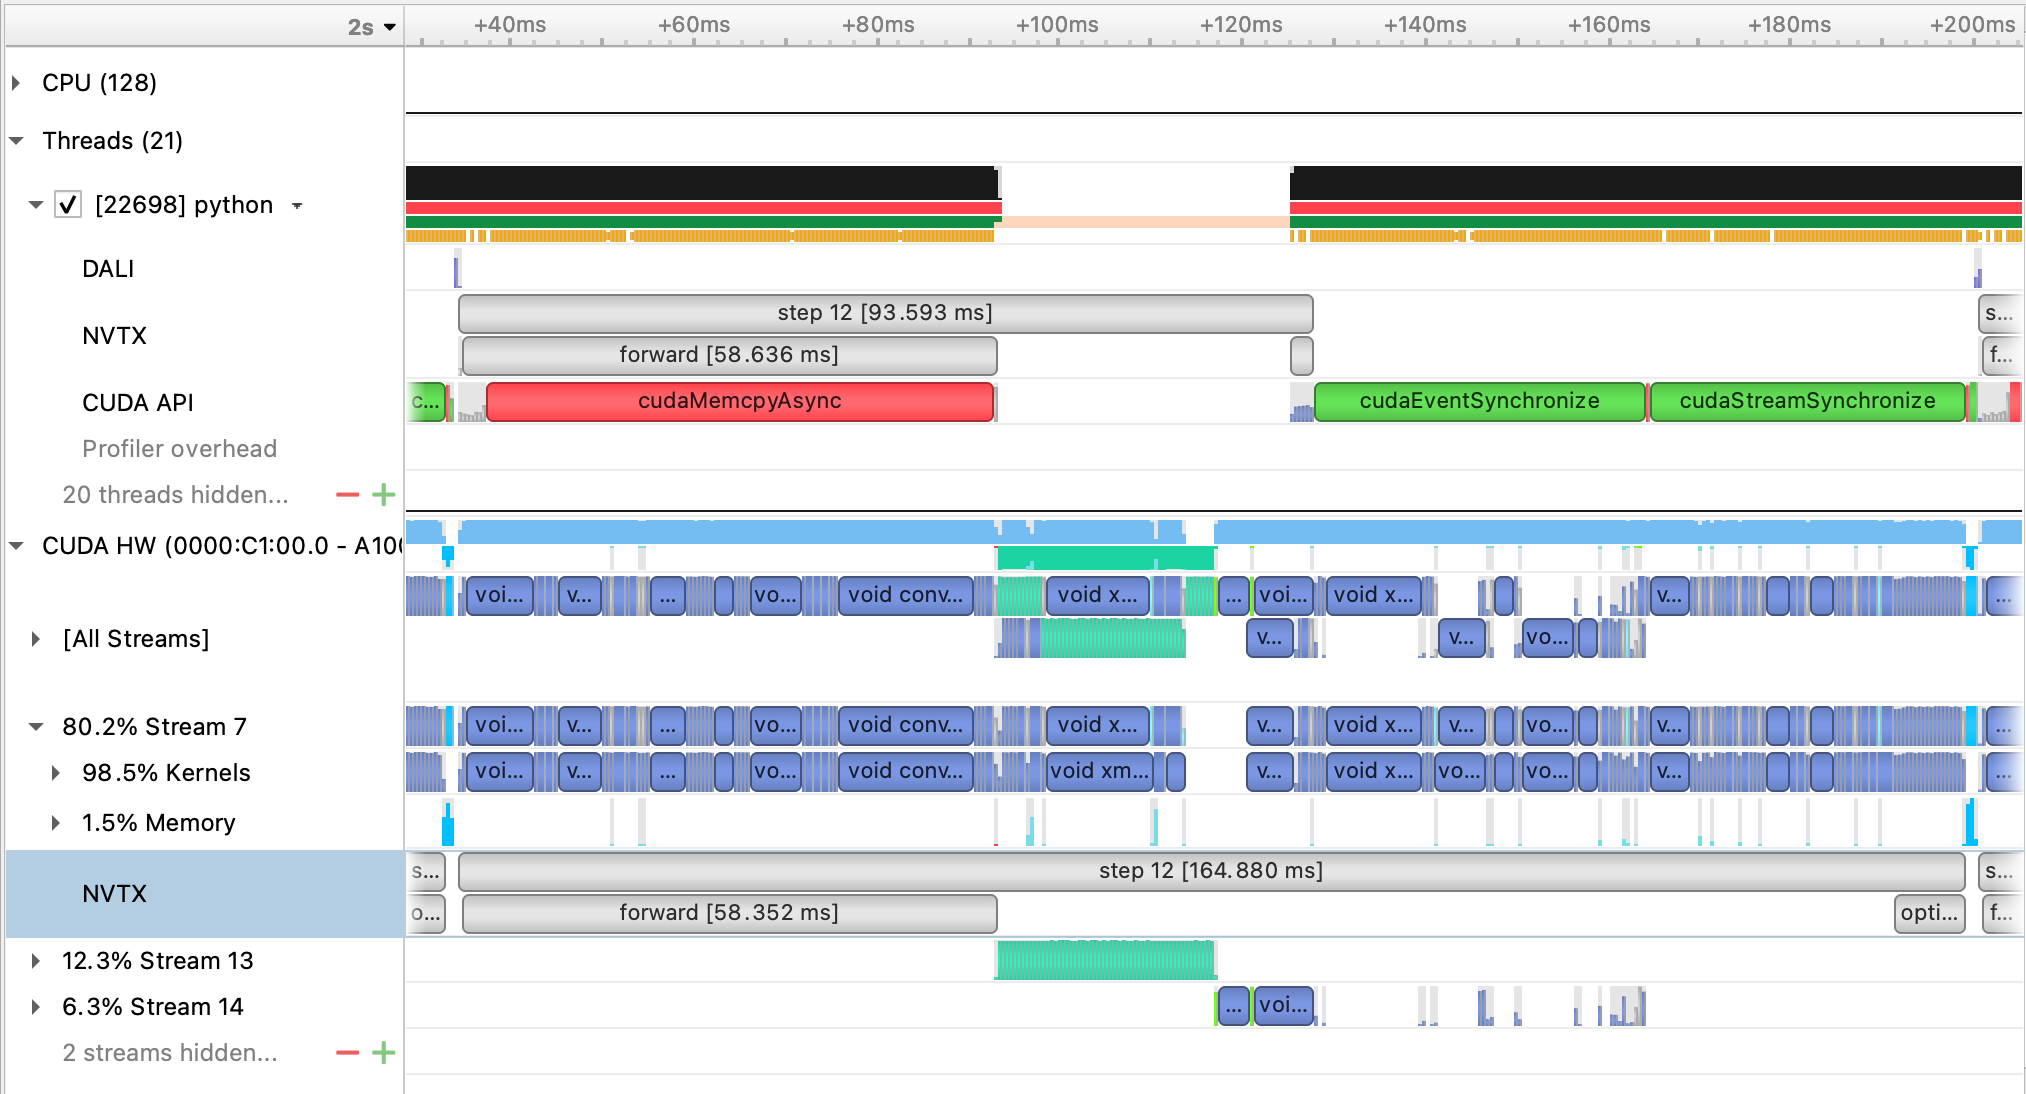 2s +40ms +60ms +80ms +100ms +120ms +140ms +160ms +180ms +200ms
CPU (128)
Threads (21)
[22698] python
DALI
step 12 [93.593 ms] s...
NVTX
forward [58.636 ms] f...
CUDA API c... cudaMemcpyAsync cudaEventSynchronize cudaStreamSynchronize
Profiler overhead
20 threads hidden...
CUDA HW (0000:C1:00.0 - A10
voi... v... ... vo... void conv... void x... ... voi... void x... v... ...
[All Streams] v... v... vo...
80.2% Stream 7 voi... v... ... vo... void conv... void x... v... void x... v... vo... v... ...
98.5% Kernels voi... v... ... vo... void conv... void xm... v... void x... vo... vo... v... ...
1.5% Memory
s... step 12 [164.880 ms] s...
NVTX
o... forward [58.352 ms] opti... f...
12.3% Stream 13
6.3% Stream 14 ... voi...
2 streams hidden...